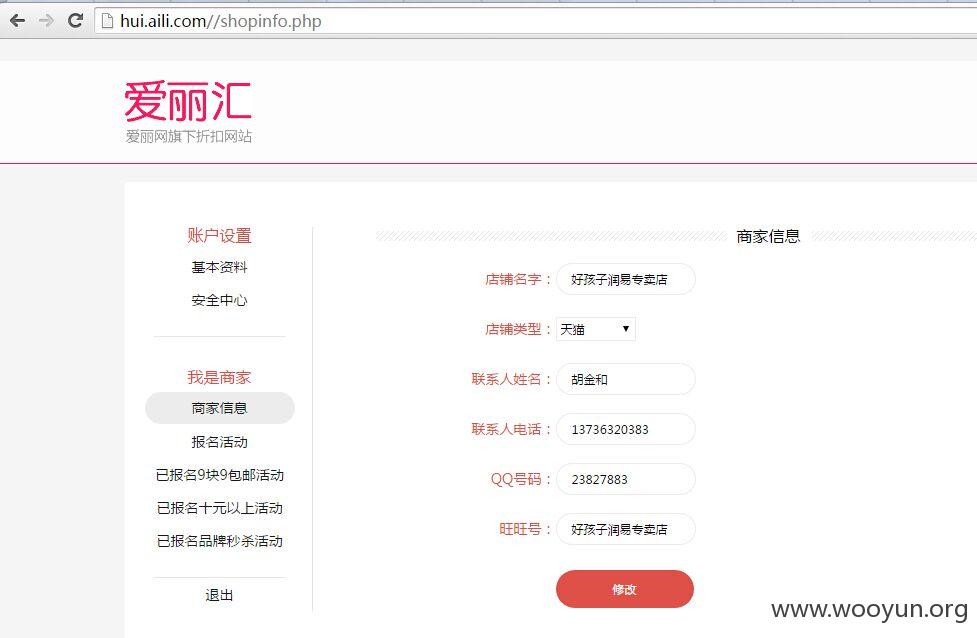 hui.aili.com//shopinfo.php
爱丽汇
爱丽网旗下折扣网站
账户设置
基本资料
安全中心
我是商家
商家信息
报名活动
已报名9块9包邮活动
已报名十元以上活动
已报名品牌秒杀活动
退出
商家信息
店铺名字： 好孩子润易专卖店
店铺类型： 天猫
联系人姓名： 胡金和
联系人电话： 13736320383
QQ号码： 23827883
旺旺号： 好孩子润易专卖店
修改
www.wooyun.org